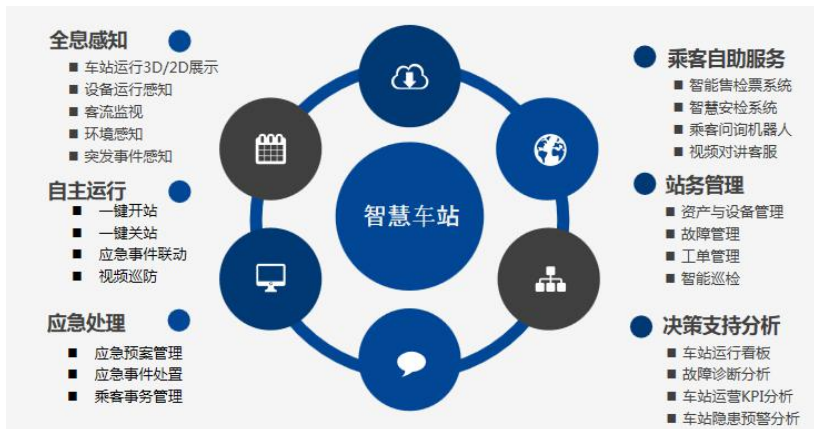 全息感知
■ 车站运行3D/2D展示
■ 设备运行感知
■ 客流监视
■ 环境感知
■ 突发事件感知
自主运行
■ 一键开站
■ 一键关站
■ 应急事件联动
■ 视频巡防
应急处理
■ 应急预案管理
■ 应急事件处置
■ 乘客事务管理
智慧车站
乘客自助服务
■ 智能售检票系统
■ 智慧安检系统
■ 乘客问询机器人
■ 视频对讲客服
站务管理
■ 资产与设备管理
■ 故障管理
■ 工单管理
■ 智能巡检
决策支持分析
■ 车站运行看板
■ 故障诊断分析
■ 车站运营KPI分析
■ 车站隐患预警分析